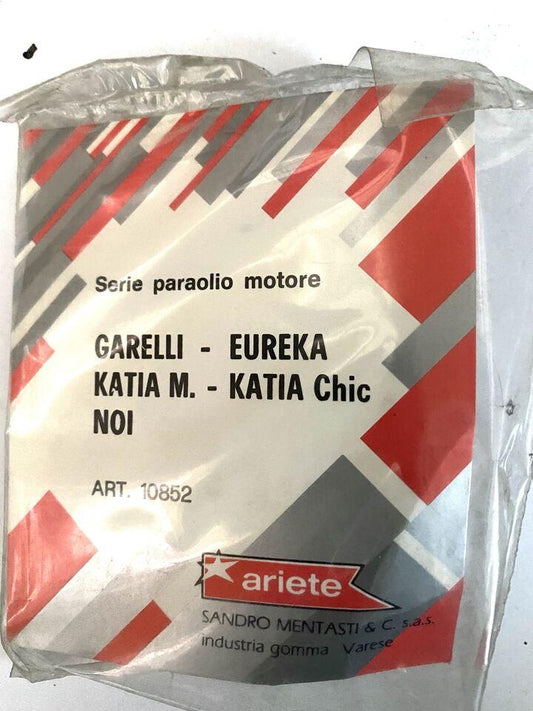 Serie paraolio motore
GARELLI - EUREKA
KATIA M. - KATIA Chic
NOI
ART. 10852
ariete
SANDRO MENTASTI & C. s.a.s.
industria gomma Varese